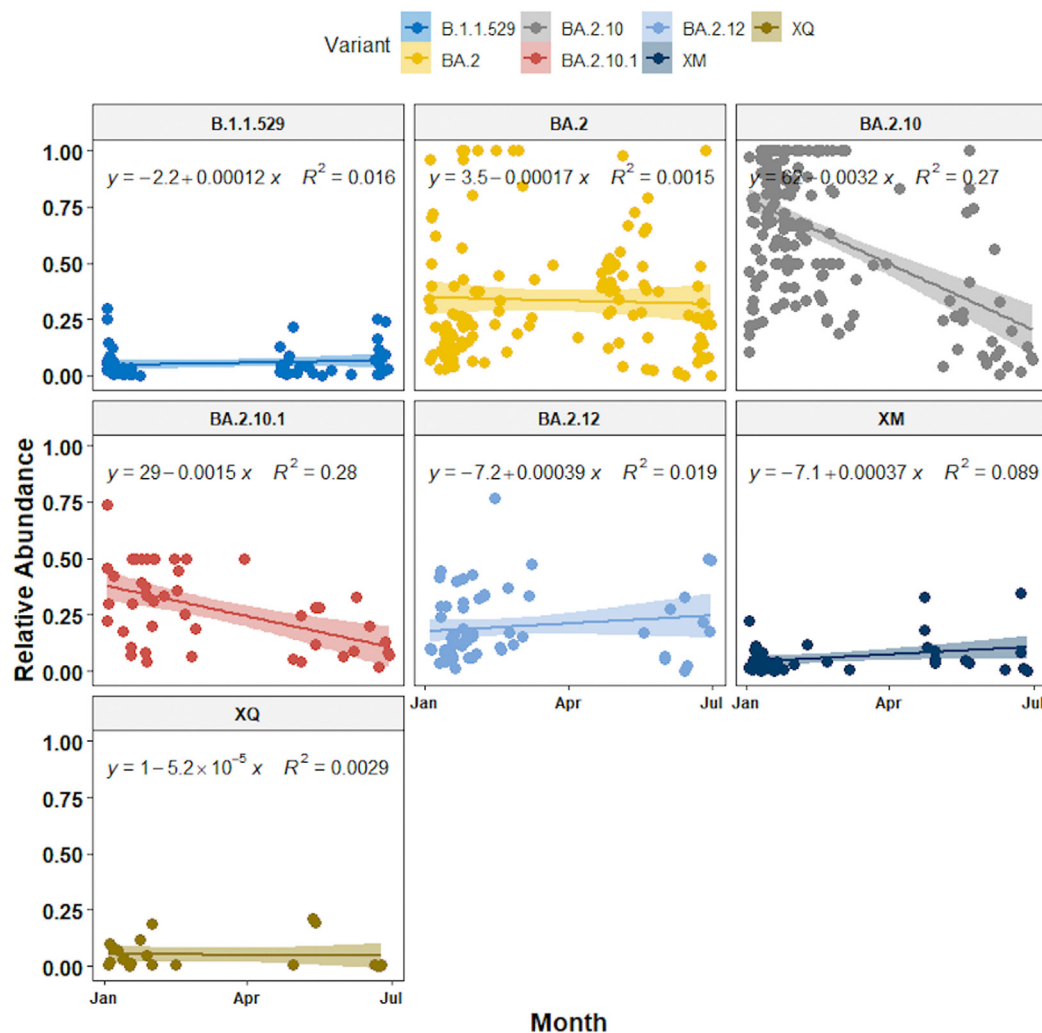 Variant
B.1.1.529 BA.2.10 BA.2.12 XQ
BA.2 BA.2.10.1 XM
Relative Abundance
B.1.1.529 BA.2 BA.2.10
1.00
y = −2.2 + 0.00012 x R² = 0.016 y = 3.5 − 0.00017 x R² = 0.0015 y = 62 − 0.0032 x R² = 0.27
0.75
0.50
0.25
0.00
BA.2.10.1 BA.2.12 XM
1.00
y = 29 − 0.0015 x R² = 0.28 y = −7.2 + 0.00039 x R² = 0.019 y = −7.1 + 0.00037 x R² = 0.089
0.75
0.50
0.25
0.00
Jan Apr Jul Jan Apr Jul
XQ
1.00
y = 1 − 5.2 × 10⁻⁵ x R² = 0.0029
0.75
0.50
0.25
0.00
Jan Apr Jul
Month